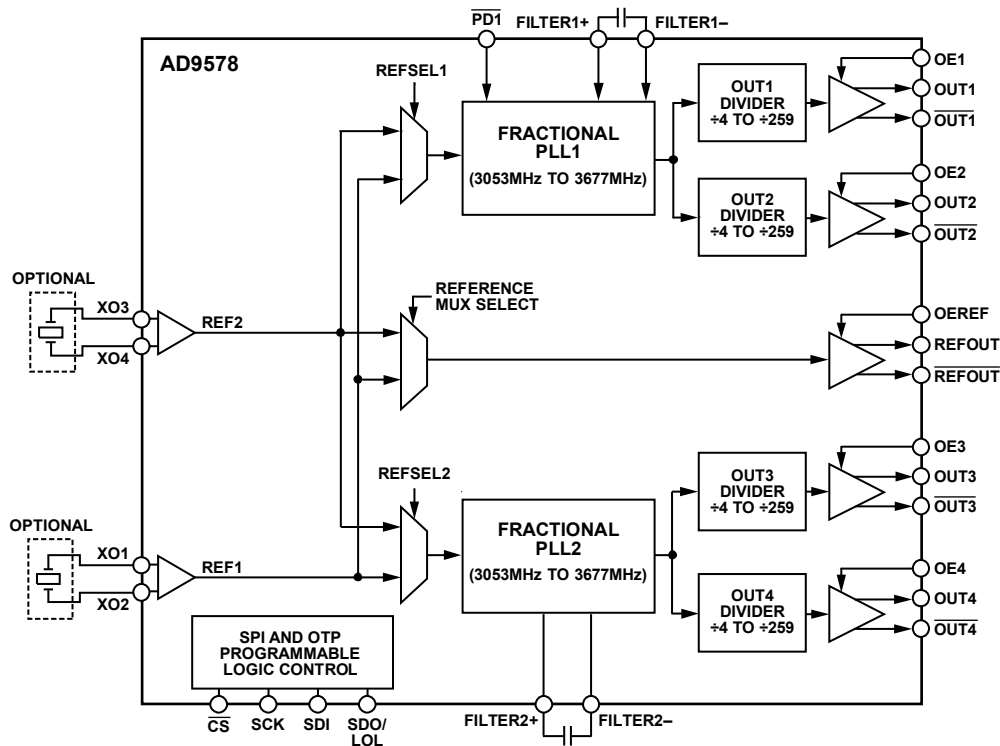 PD1
FILTER1+
FILTER1–
AD9578
REFSEL1
OE1
OUT1
OUT1
OUT1
DIVIDER
÷4 TO ÷259
FRACTIONAL
PLL1
(3053MHz TO 3677MHz)
OE2
OUT2
OUT2
OUT2
DIVIDER
÷4 TO ÷259
OPTIONAL
XO3
XO4
REF2
REFERENCE
MUX SELECT
OEREF
REFOUT
REFOUT
REFSEL2
OE3
OUT3
OUT3
OUT3
DIVIDER
÷4 TO ÷259
OPTIONAL
XO1
XO2
REF1
FRACTIONAL
PLL2
(3053MHz TO 3677MHz)
OE4
OUT4
OUT4
OUT4
DIVIDER
÷4 TO ÷259
SPI AND OTP
PROGRAMMABLE
LOGIC CONTROL
CS
SCK
SDI
SDO/
LOL
FILTER2+
FILTER2–